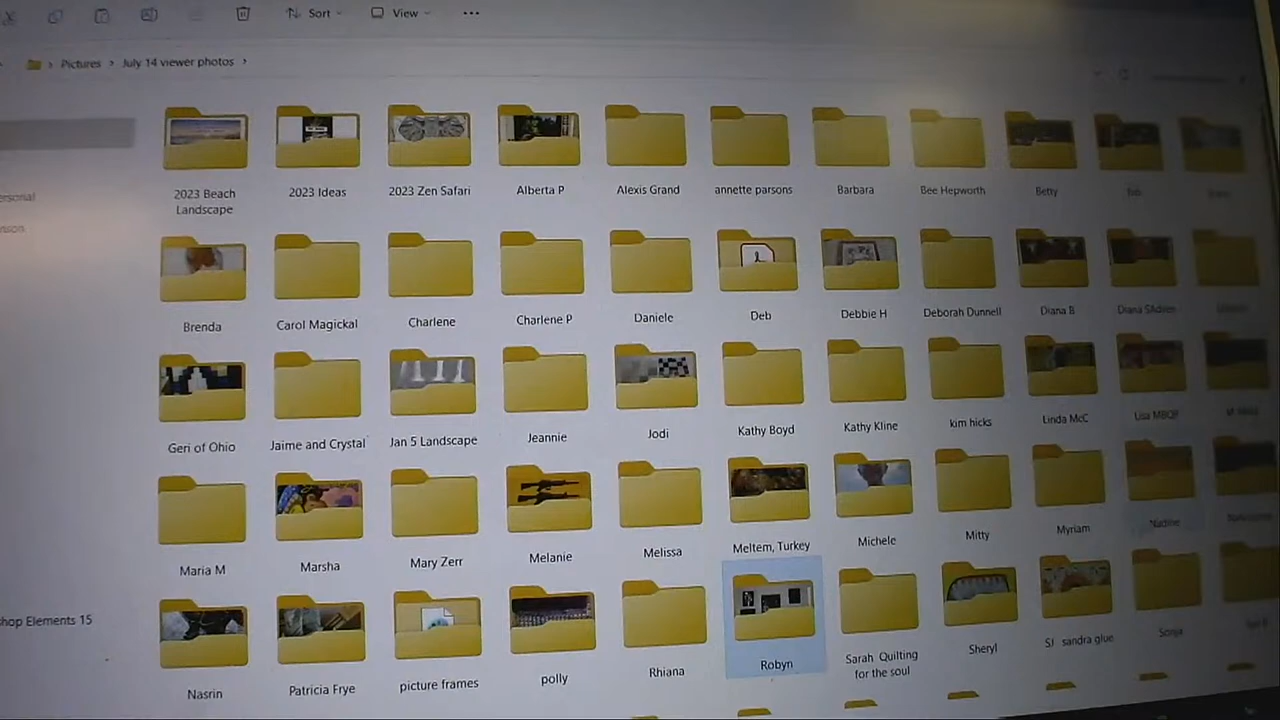 Sort
View
Pictures > July 14 viewer photos >
2023 Beach
Landscape
2023 Ideas
2023 Zen Safari
Alberta P
Alexis Grand
annette parsons
Barbara
Bee Hepworth
Betty
ersonal
Brenda
Carol Magickal
Charlene
Charlene P
Daniele
Deb
Debbie H
Deborah Dunnell
Diana B
Geri of Ohio
Jaime and Crystal
Jan 5 Landscape
Jeannie
Jodi
Kathy Boyd
Kathy Kline
kim hicks
Linda McC
Maria M
Marsha
Mary Zerr
Melanie
Melissa
Meltem, Turkey
Michele
Mitty
Myriam
Nadine
hop Elements 15
Nasrin
Patricia Frye
picture frames
polly
Rhiana
Robyn
Sarah Quilting
for the soul
Sheryl
SJ sandra glue
Sonja